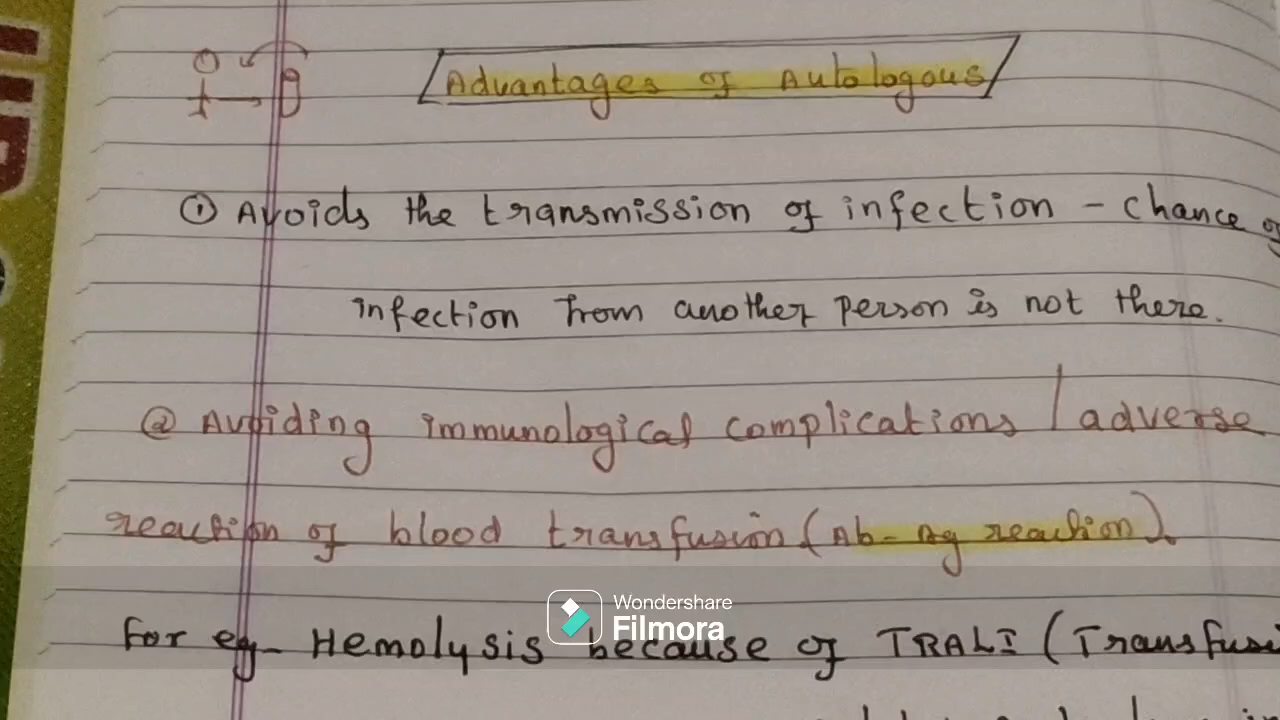 Advantages of Autologous
① Avoids the transmission of infection - chance of
infection from another person is not there.
② Avoiding immunological complications / adverse
reaction of blood transfusion (Ab-Ag reaction).
For eg- Hemolysis because of TRALI (Transfusi
Wondershare
Filmora